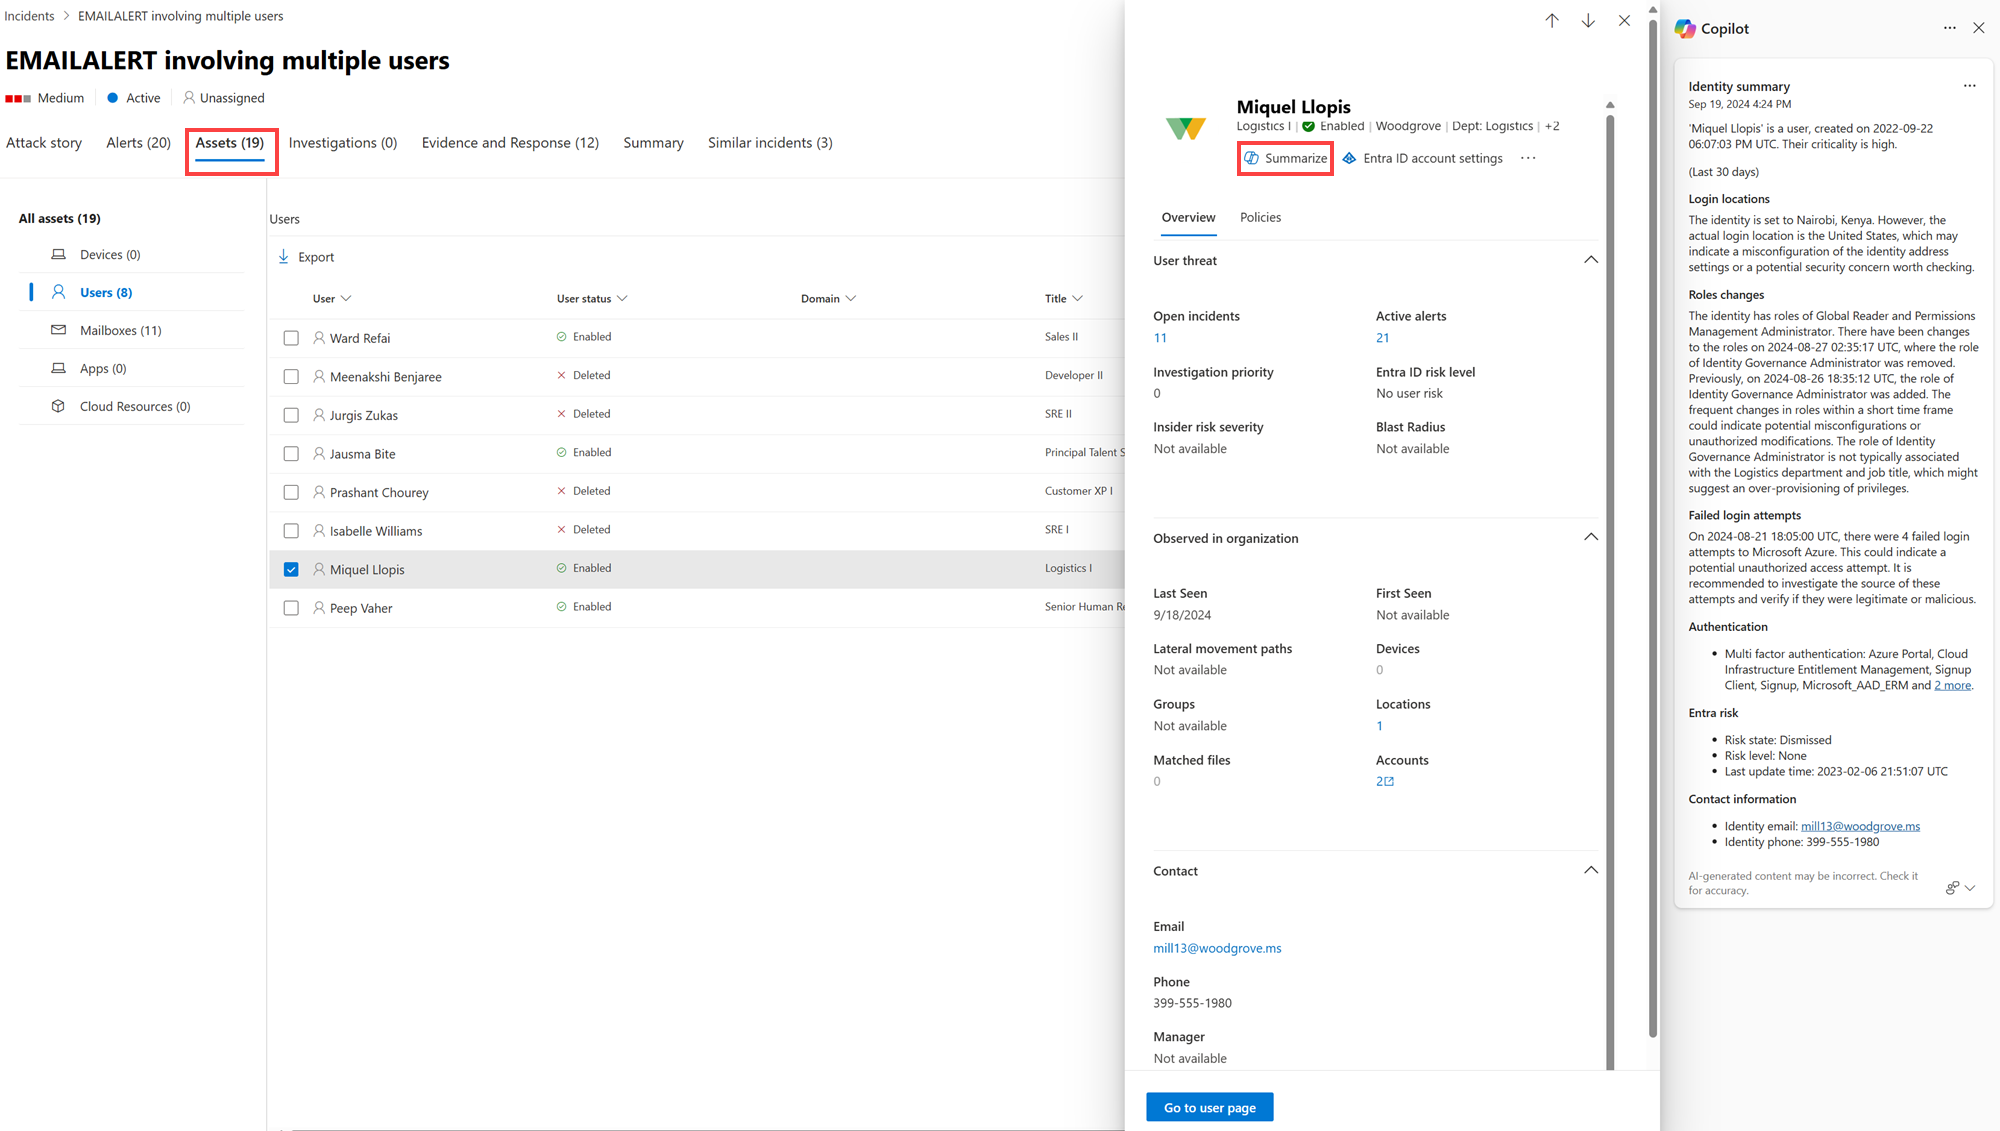 Incidents > EMAILALERT involving multiple users
EMAILALERT involving multiple users
Medium Active Unassigned
Attack story Alerts (20) Assets (19) Investigations (0) Evidence and Response (12) Summary Similar incidents (3)
All assets (19)
Devices (0)
Users (8)
Mailboxes (11)
Apps (0)
Cloud Resources (0)
Users
Export
User User status Domain Title
Ward Refai Enabled Sales II
Meenakshi Benjaree Deleted Developer II
Jurgis Zukas Deleted SRE II
Jausma Bite Enabled Principal Talent S
Prashant Chourey Deleted Customer XP I
Isabelle Williams Deleted SRE I
Miquel Llopis Enabled Logistics I
Peep Vaher Enabled Senior Human Re
Miquel Llopis
Logistics I | Enabled | Woodgrove | Dept: Logistics | +2
Summarize Entra ID account settings ...
Overview Policies
User threat
Open incidents Active alerts
11 21
Investigation priority Entra ID risk level
0 No user risk
Insider risk severity Blast Radius
Not available Not available
Observed in organization
Last Seen First Seen
9/18/2024 Not available
Lateral movement paths Devices
Not available 0
Groups Locations
Not available 1
Matched files Accounts
0 2
Contact
Email
mill13@woodgrove.ms
Phone
399-555-1980
Manager
Not available
Go to user page
Copilot
Identity summary
Sep 19, 2024 4:24 PM
'Miquel Llopis' is a user, created on 2022-09-22
06:07:03 PM UTC. Their criticality is high.
(Last 30 days)
Login locations
The identity is set to Nairobi, Kenya. However, the
actual login location is the United States, which may
indicate a misconfiguration of the identity address
settings or a potential security concern worth checking.
Roles changes
The identity has roles of Global Reader and Permissions
Management Administrator. There have been changes
to the roles on 2024-08-27 02:35:17 UTC, where the role
of Identity Governance Administrator was removed.
Previously, on 2024-08-26 18:35:12 UTC, the role of
Identity Governance Administrator was added. The
frequent changes in roles within a short time frame
could indicate potential misconfigurations or
unauthorized modifications. The role of Identity
Governance Administrator is not typically associated
with the Logistics department and job title, which might
suggest an over-provisioning of privileges.
Failed login attempts
On 2024-08-21 18:05:00 UTC, there were 4 failed login
attempts to Microsoft Azure. This could indicate a
potential unauthorized access attempt. It is
recommended to investigate the source of these
attempts and verify if they were legitimate or malicious.
Authentication
• Multi factor authentication: Azure Portal, Cloud
Infrastructure Entitlement Management, Signup
Client, Signup, Microsoft_AAD_ERM and 2 more.
Entra risk
• Risk state: Dismissed
• Risk level: None
• Last update time: 2023-02-06 21:51:07 UTC
Contact information
• Identity email: mill13@woodgrove.ms
• Identity phone: 399-555-1980
AI-generated content may be incorrect. Check it
for accuracy.